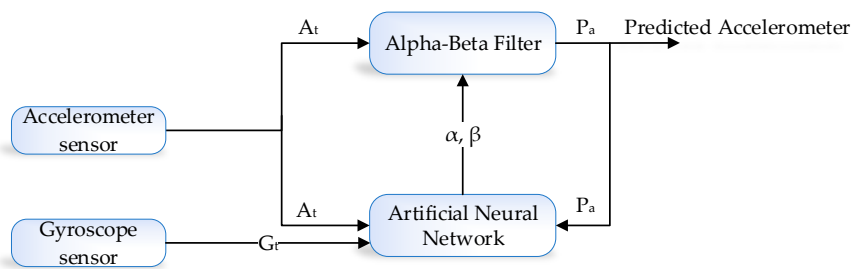 At
Alpha-Beta Filter
Pa
Predicted Accelerometer
Accelerometer
sensor
α, β
At
Artificial Neural
Network
Pa
Gyroscope
sensor
Gt